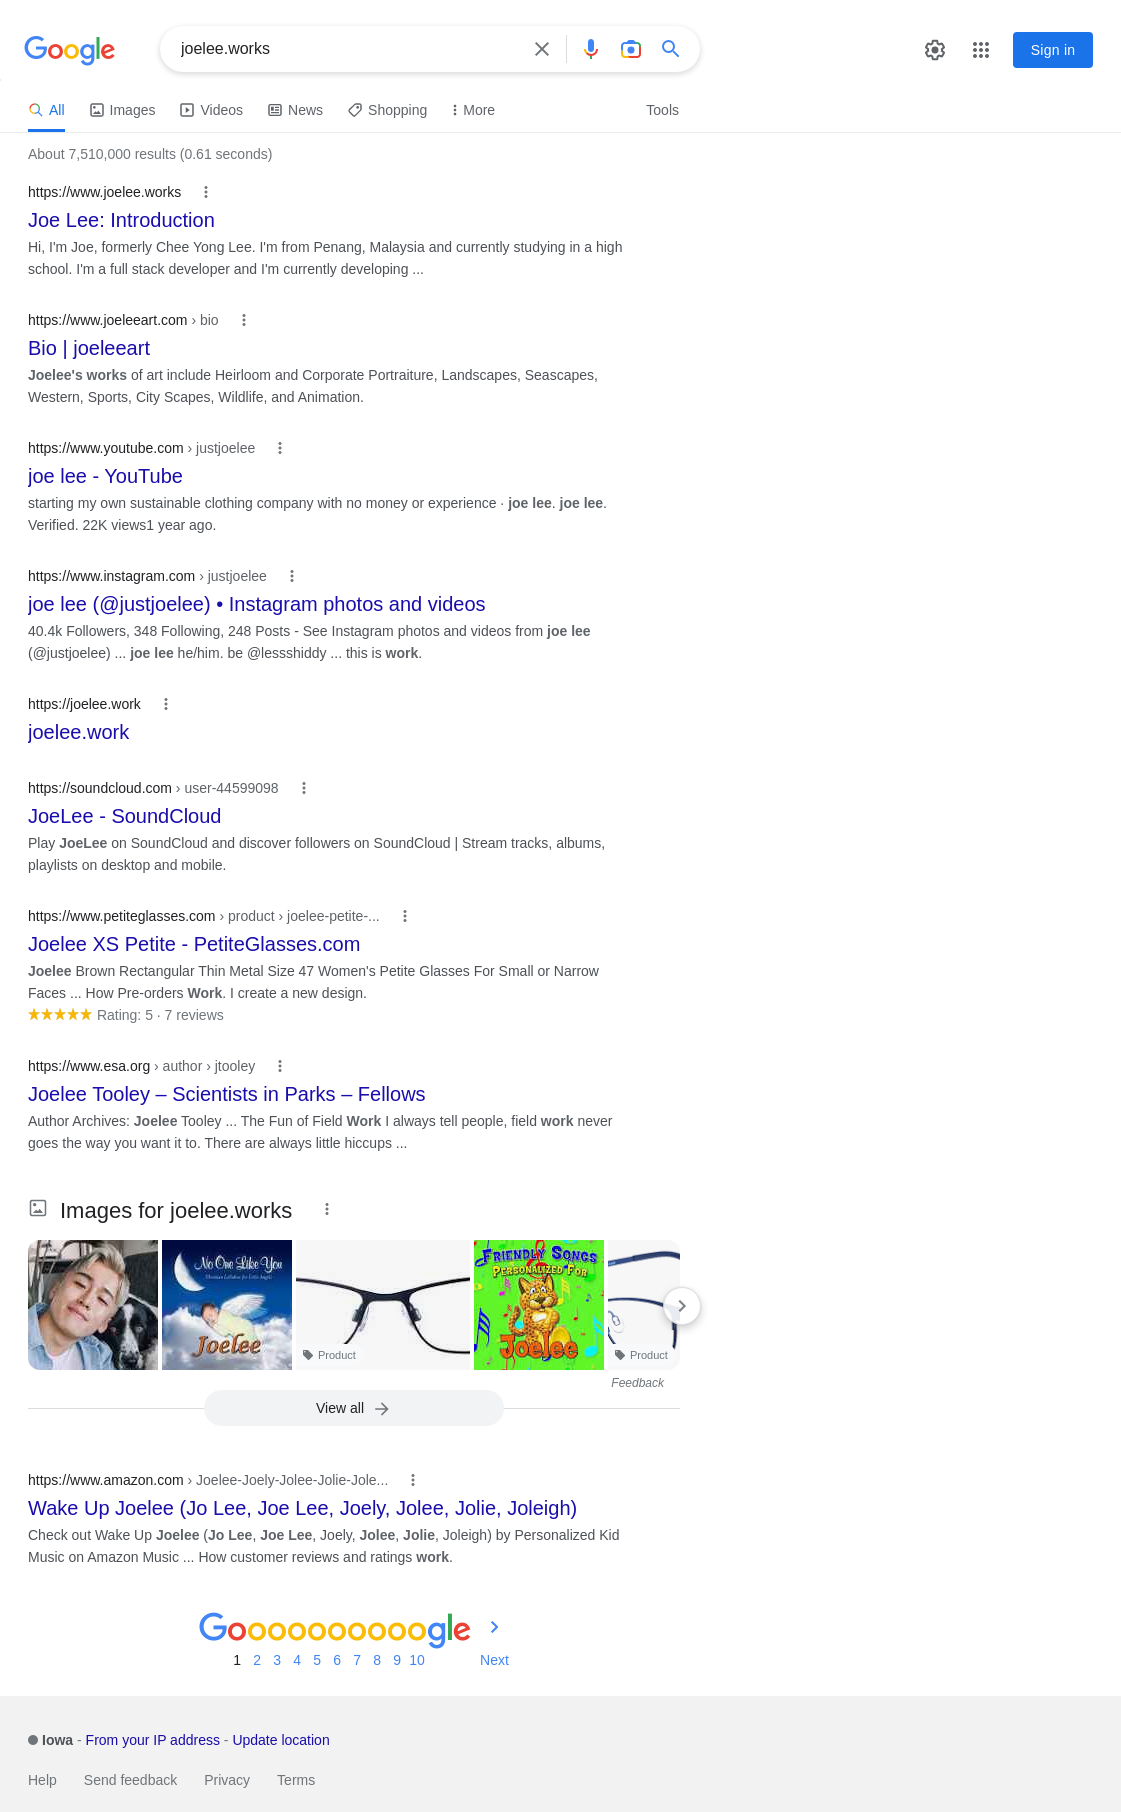 Google
joelee.works
Sign in
All Images Videos News Shopping More Tools
About 7,510,000 results (0.61 seconds)
https://www.joelee.works
Joe Lee: Introduction
Hi, I'm Joe, formerly Chee Yong Lee. I'm from Penang, Malaysia and currently studying in a high
school. I'm a full stack developer and I'm currently developing ...
https://www.joeleeart.com › bio
Bio | joeleeart
Joelee's works of art include Heirloom and Corporate Portraiture, Landscapes, Seascapes,
Western, Sports, City Scapes, Wildlife, and Animation.
https://www.youtube.com › justjoelee
joe lee - YouTube
starting my own sustainable clothing company with no money or experience · joe lee. joe lee.
Verified. 22K views1 year ago.
https://www.instagram.com › justjoelee
joe lee (@justjoelee) • Instagram photos and videos
40.4k Followers, 348 Following, 248 Posts - See Instagram photos and videos from joe lee
(@justjoelee) ... joe lee he/him. be @lessshiddy ... this is work.
https://joelee.work
joelee.work
https://soundcloud.com › user-44599098
JoeLee - SoundCloud
Play JoeLee on SoundCloud and discover followers on SoundCloud | Stream tracks, albums,
playlists on desktop and mobile.
https://www.petiteglasses.com › product › joelee-petite-...
Joelee XS Petite - PetiteGlasses.com
Joelee Brown Rectangular Thin Metal Size 47 Women's Petite Glasses For Small or Narrow
Faces ... How Pre-orders Work. I create a new design.
Rating: 5 · 7 reviews
https://www.esa.org › author › jtooley
Joelee Tooley – Scientists in Parks – Fellows
Author Archives: Joelee Tooley ... The Fun of Field Work I always tell people, field work never
goes the way you want it to. There are always little hiccups ...
Images for joelee.works
No One Like You
Christian Lullabies for Little Angels
Joelee
Product
FRIENDLY SONGS
PERSONALIZED FOR
Joelee
Product
Feedback
View all
https://www.amazon.com › Joelee-Joely-Jolee-Jolie-Jole...
Wake Up Joelee (Jo Lee, Joe Lee, Joely, Jolee, Jolie, Joleigh)
Check out Wake Up Joelee (Jo Lee, Joe Lee, Joely, Jolee, Jolie, Joleigh) by Personalized Kid
Music on Amazon Music ... How customer reviews and ratings work.
Goooooooooogle
1 2 3 4 5 6 7 8 9 10 Next
Iowa - From your IP address - Update location
Help Send feedback Privacy Terms